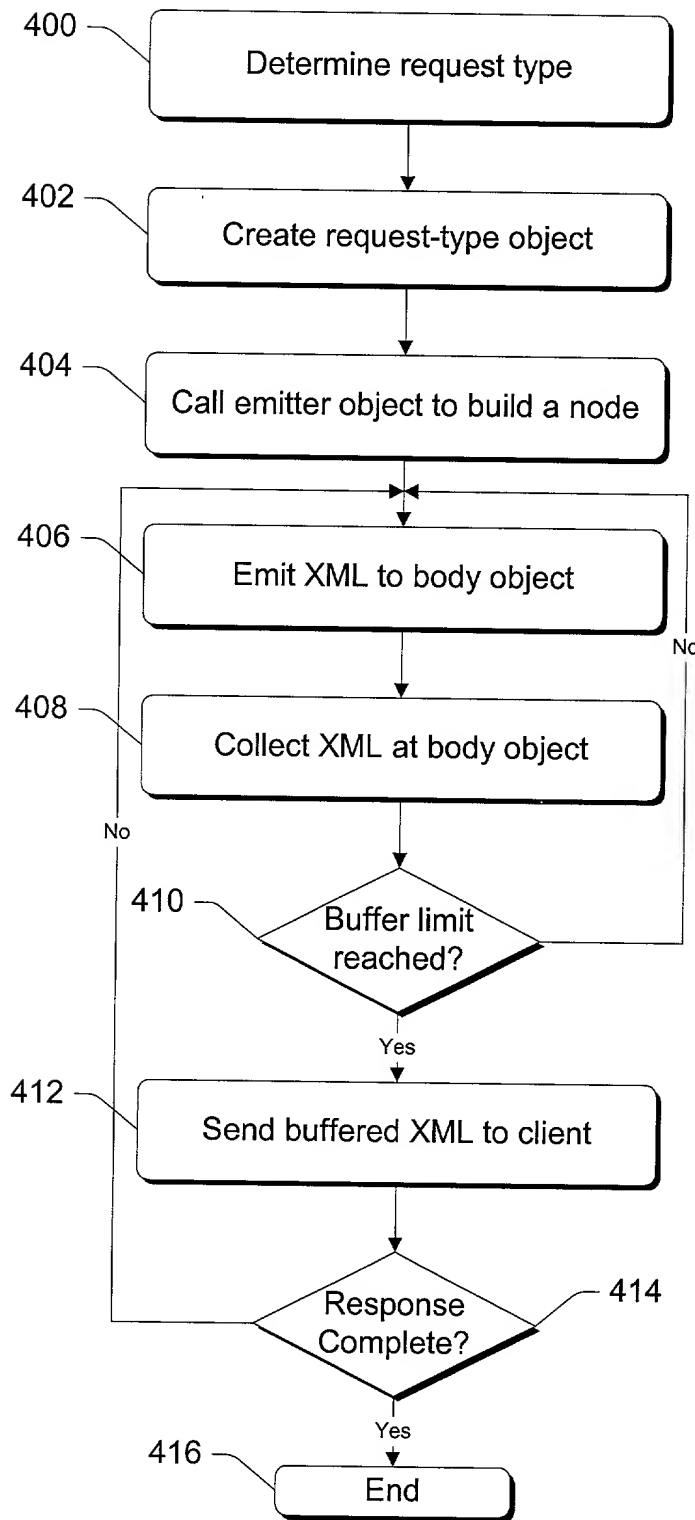 400
Determine request type
402
Create request-type object
404
Call emitter object to build a node
406
Emit XML to body object
No
408
Collect XML at body object
No
410
Buffer limit
reached?
Yes
412
Send buffered XML to client
Response
Complete?
414
Yes
416
End